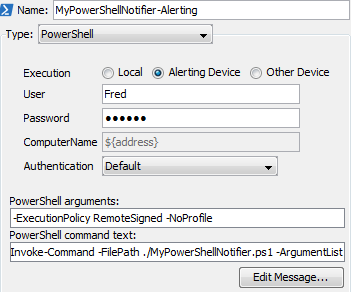 Name: MyPowerShellNotifier-Alerting
Type: PowerShell
Execution Local Alerting Device Other Device
User Fred
Password ●●●●●●
ComputerName ${address}
Authentication Default
PowerShell arguments:
-ExecutionPolicy RemoteSigned -NoProfile
PowerShell command text:
Invoke-Command -FilePath ./MyPowerShellNotifier.ps1 -ArgumentList
Edit Message...